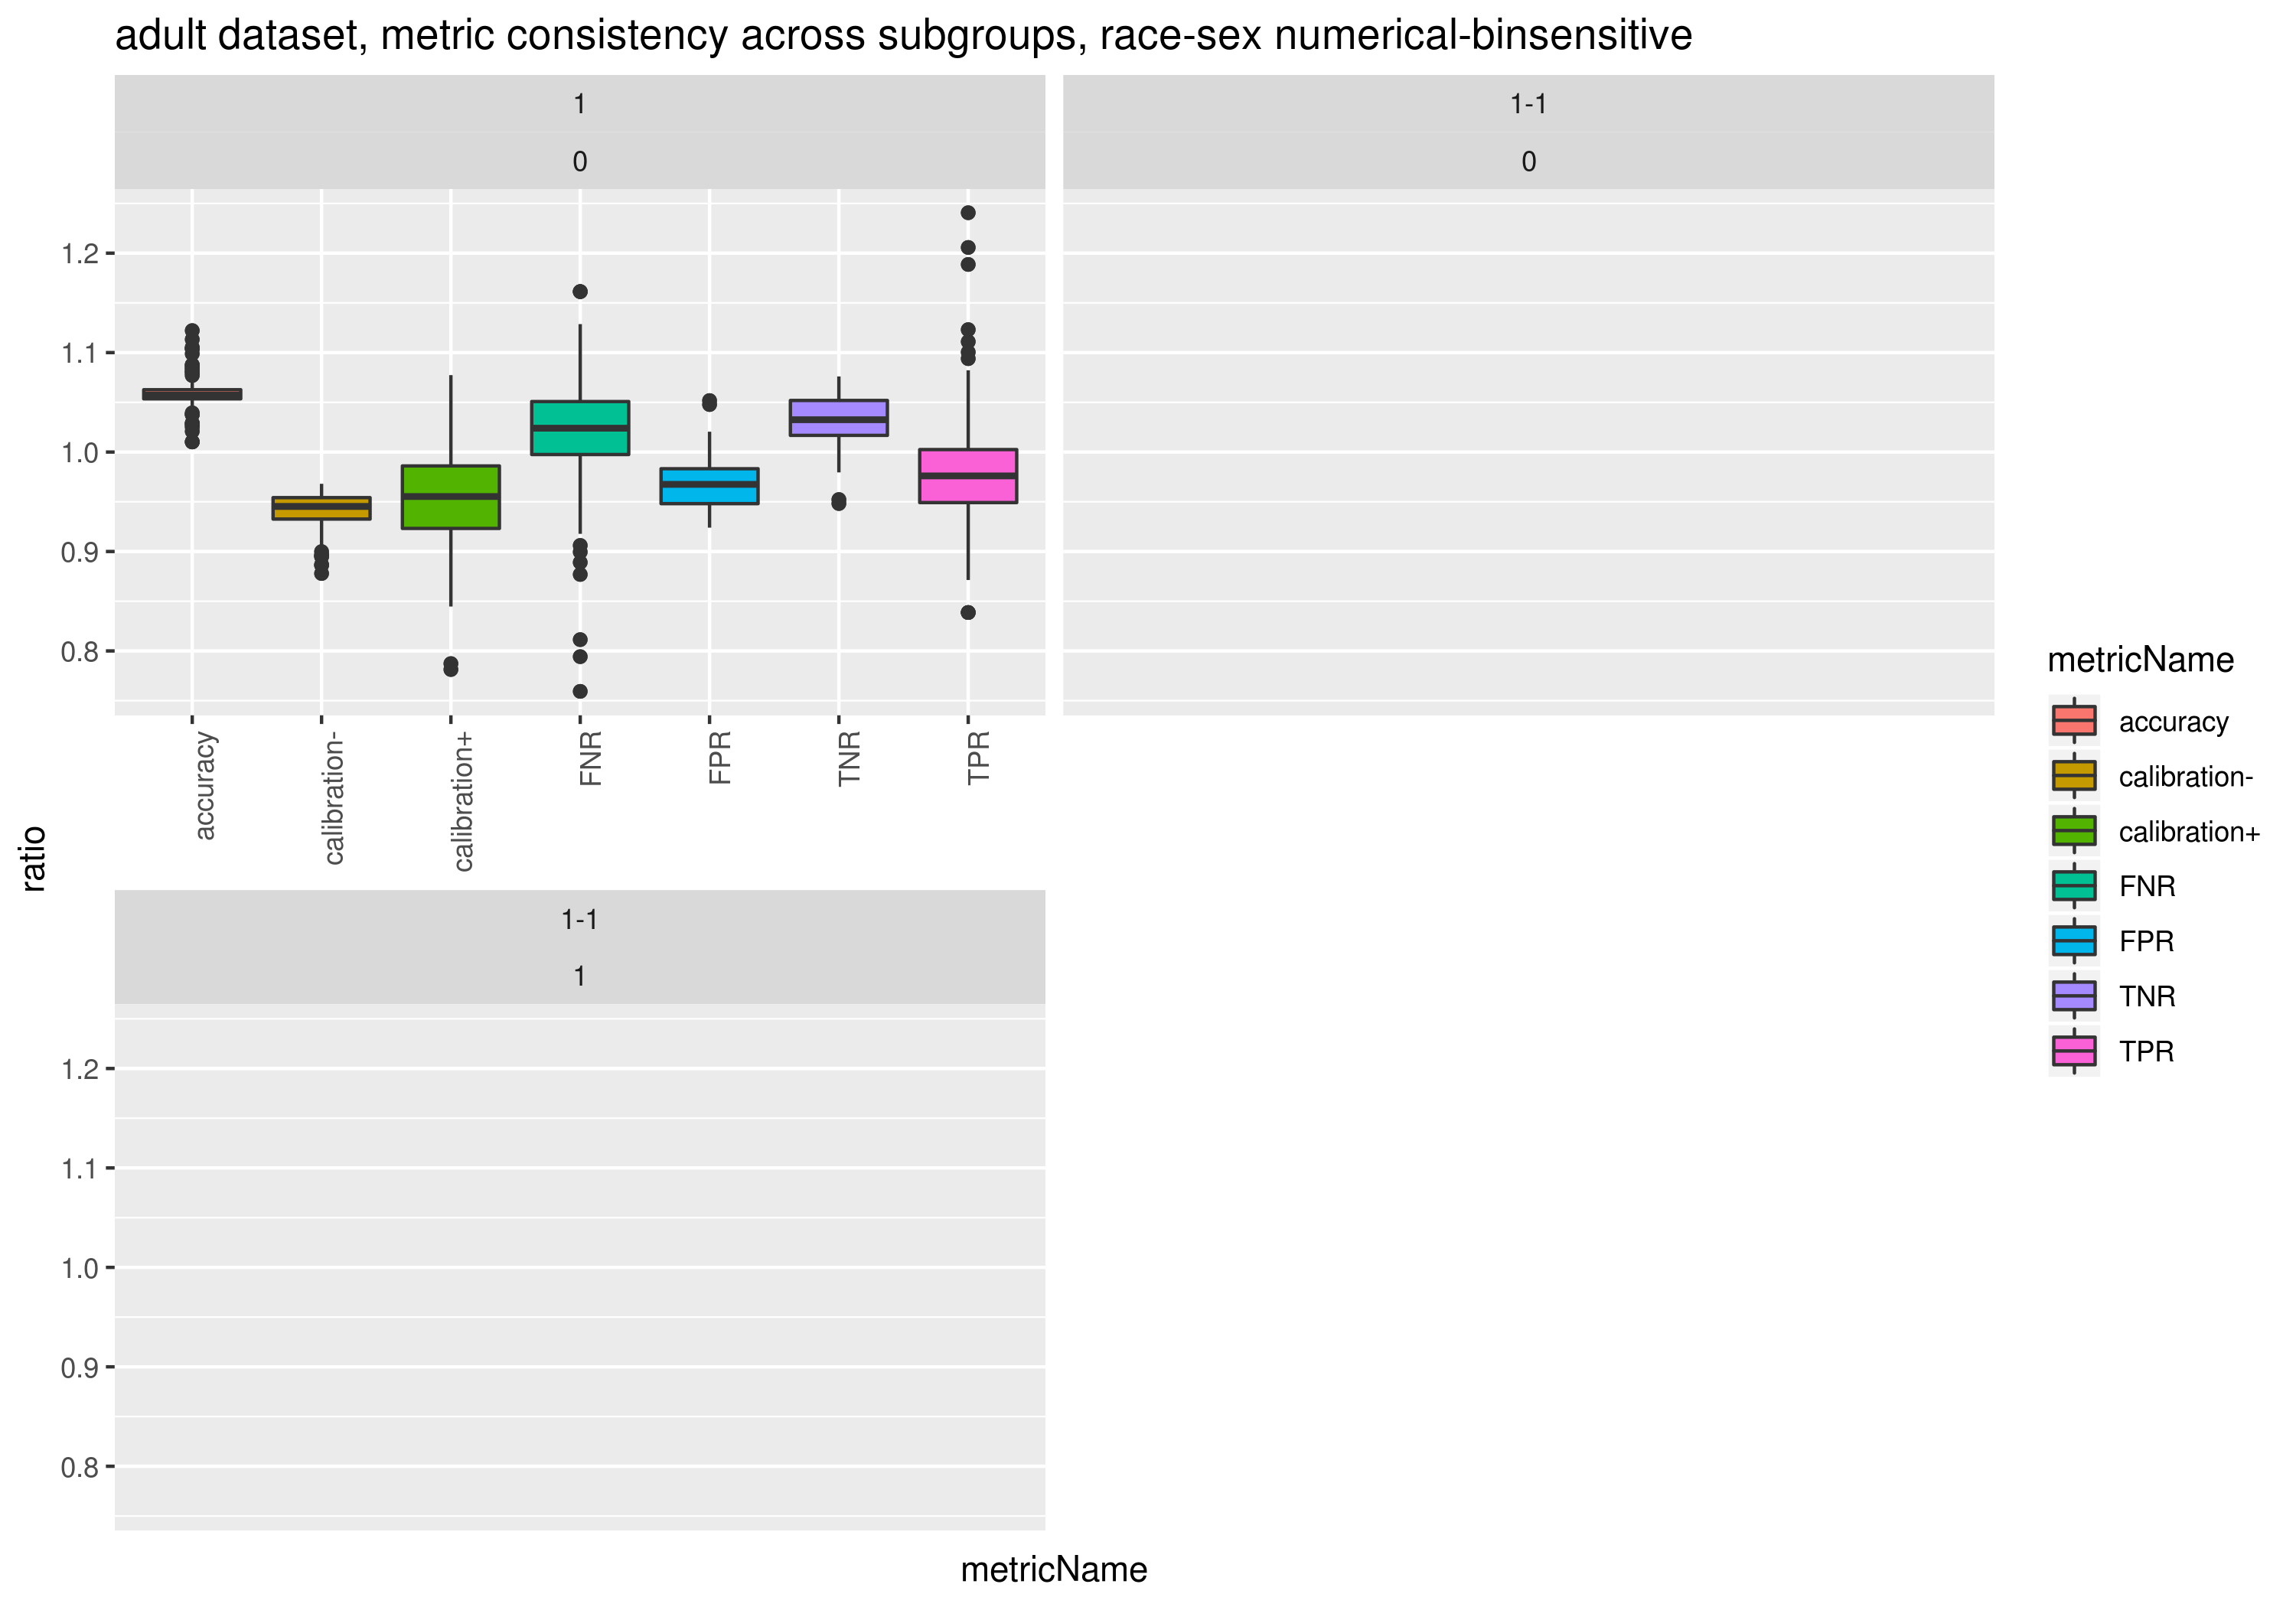 adult dataset, metric consistency across subgroups, race-sex numerical-binsensitive
1
0
1-1
0
1.2
1.1
1.0
0.9
0.8
accuracy
calibration-
calibration+
FNR
FPR
TNR
TPR
ratio
1-1
1
1.2
1.1
1.0
0.9
0.8
metricName
metricName
accuracy
calibration-
calibration+
FNR
FPR
TNR
TPR